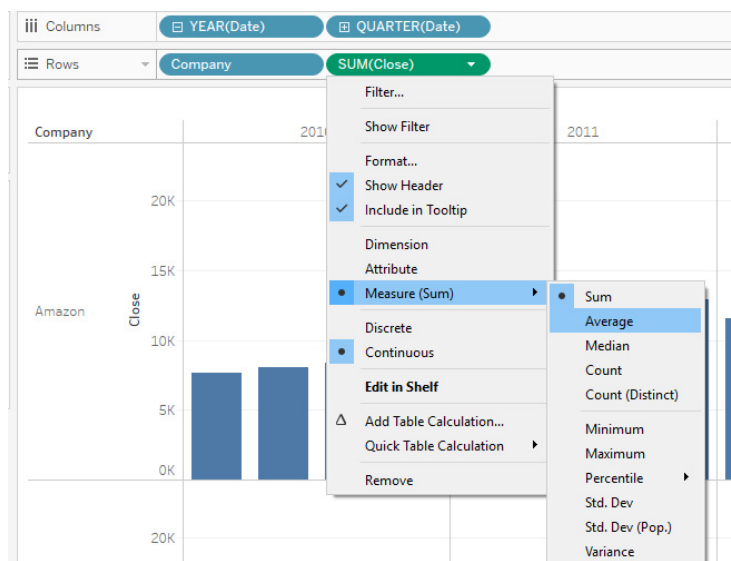 Columns
YEAR(Date)
QUARTER(Date)
Rows
Company
SUM(Close)
Filter...
Show Filter
Format...
Show Header
Include in Tooltip
Dimension
Attribute
Measure (Sum)
Discrete
Continuous
Edit in Shelf
Add Table Calculation...
Quick Table Calculation
Remove
Sum
Average
Median
Count
Count (Distinct)
Minimum
Maximum
Percentile
Std. Dev
Std. Dev (Pop.)
Variance
Company
2011
20K
15K
Amazon
Close
10K
5K
0K
20K